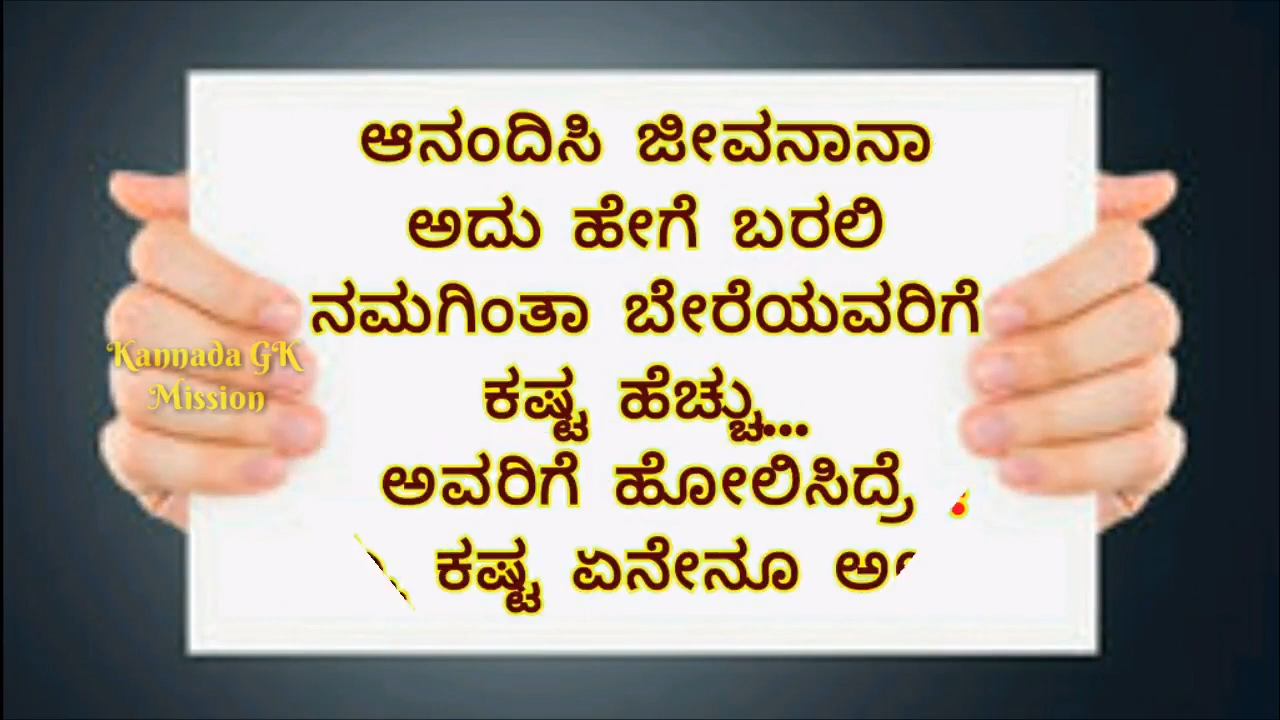 ಆನಂದಿಸಿ ಜೀವನಾನಾ
ಅದು ಹೇಗೆ ಬರಲಿ
ನಮಗಿಂತಾ ಬೇರೆಯವರಿಗೆ
ಕಷ್ಟ ಹೆಚ್ಚು...
ಅವರಿಗೆ ಹೋಲಿಸಿದ್ರೆ
ಕಷ್ಟ ಏನೇನೂ
Kannada GK
Mission